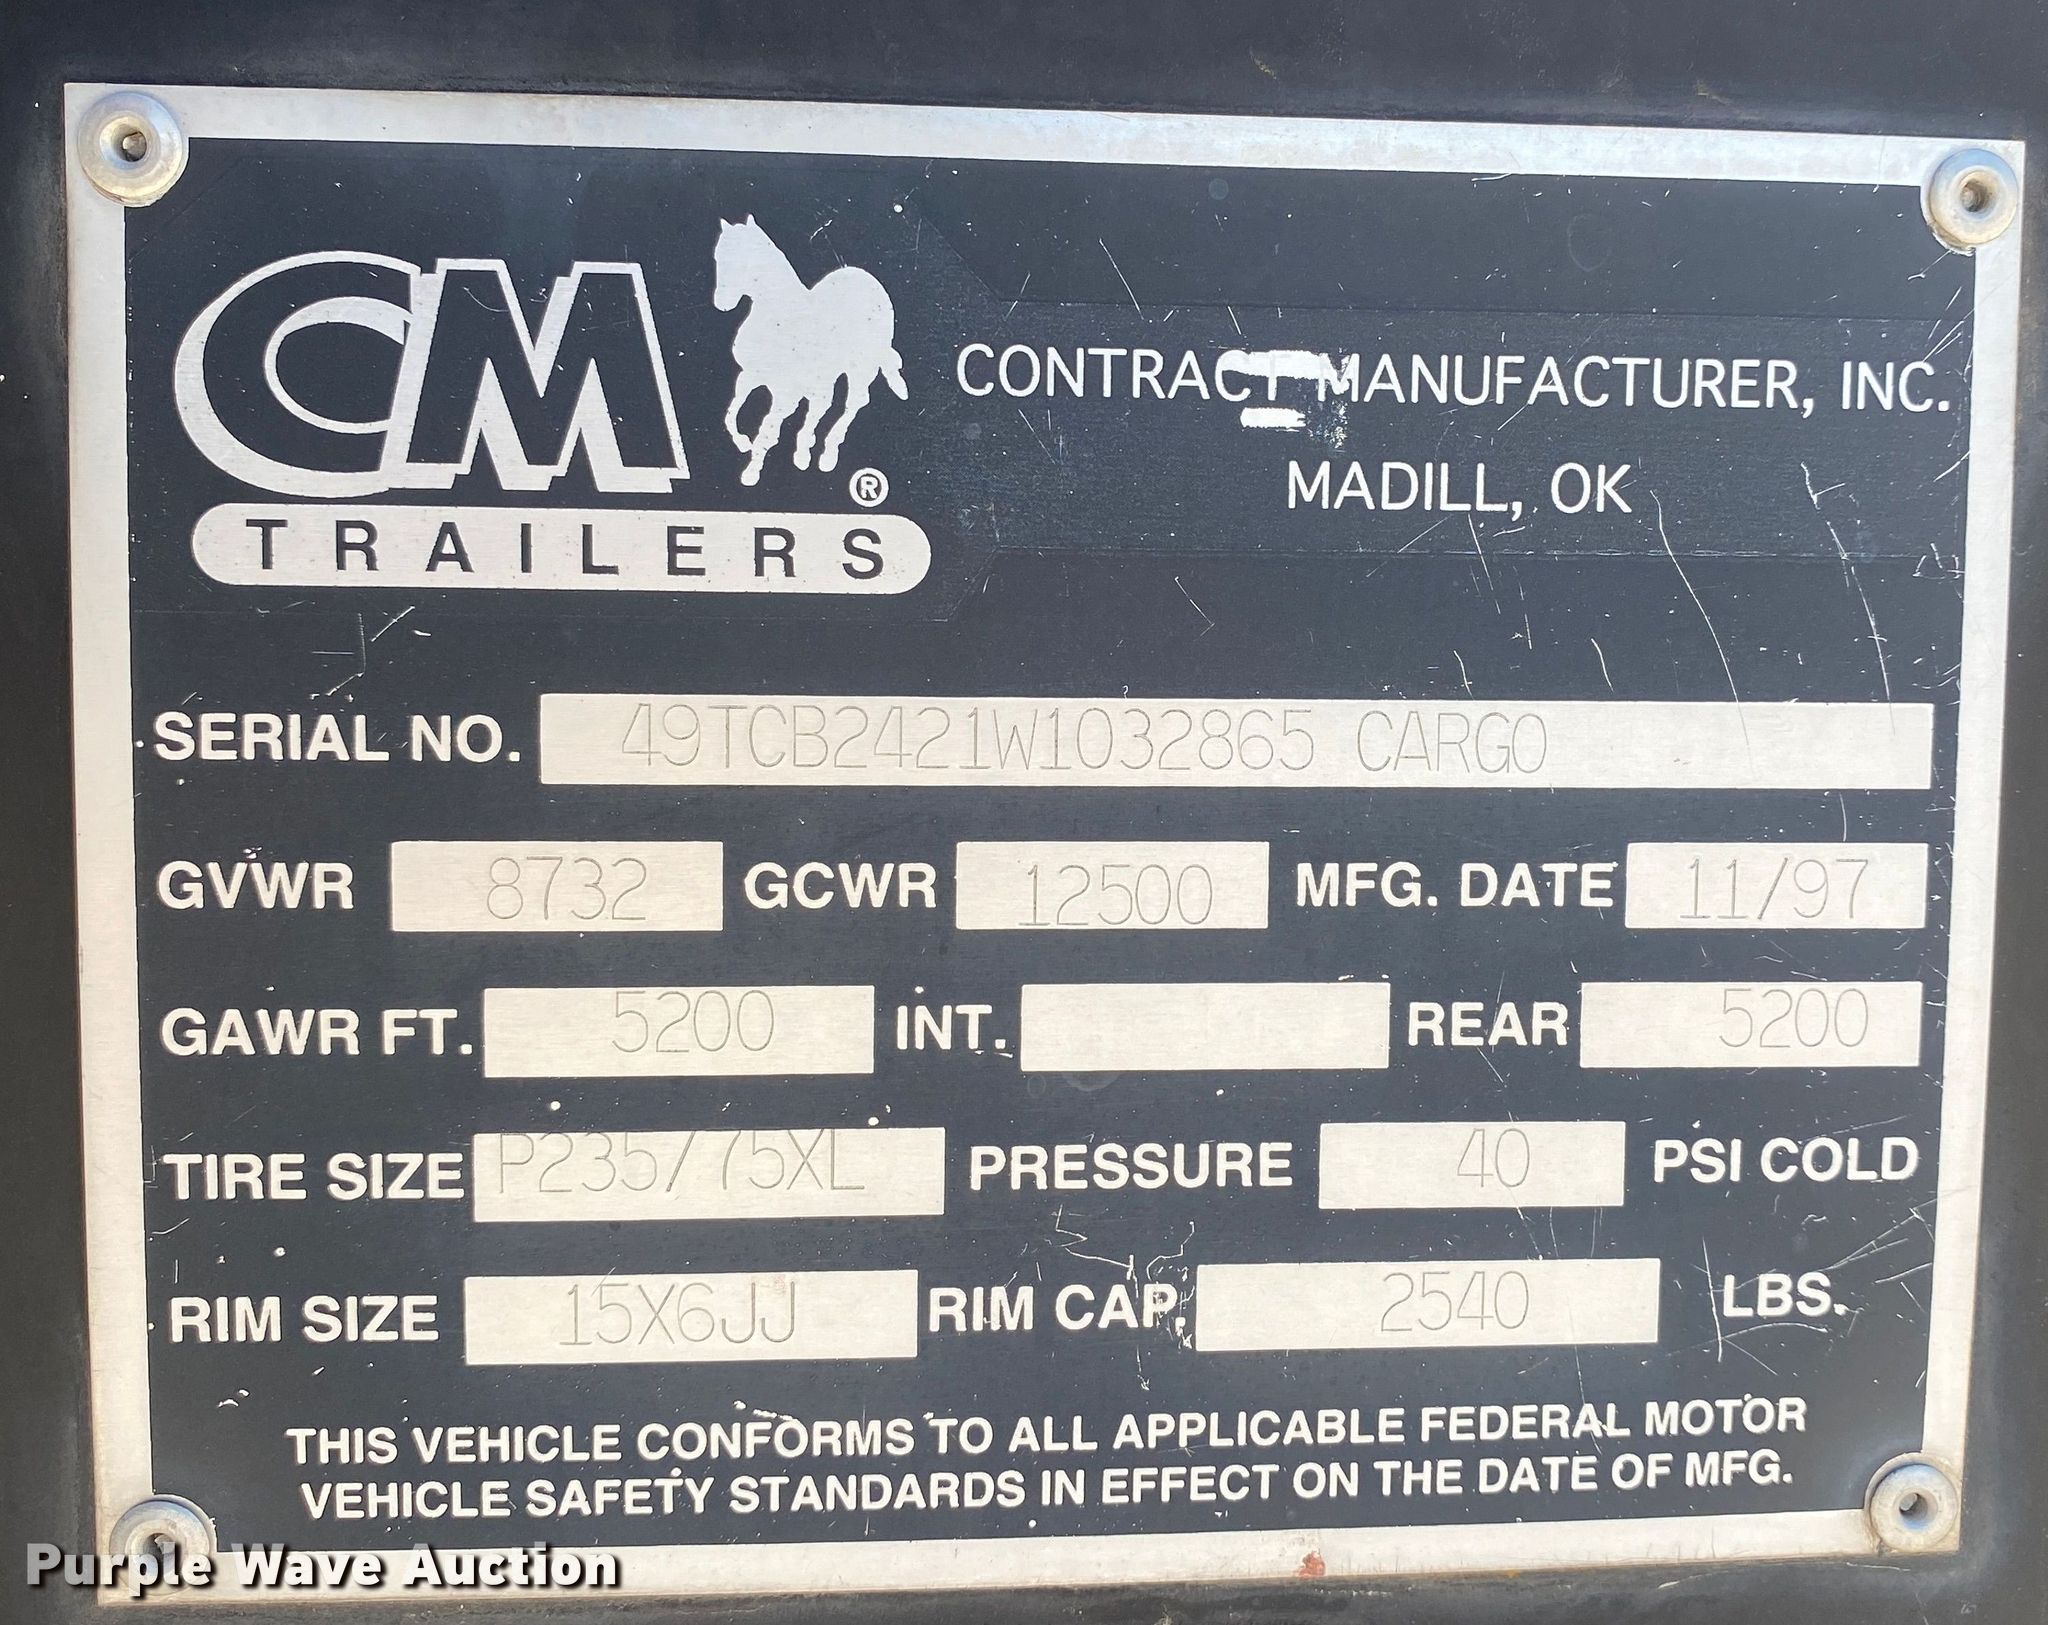 CM
TRAILERS
®
CONTRACT MANUFACTURER, INC.
MADILL, OK
SERIAL NO. 49TCB2421W1032865 CARGO
GVWR 8732 GCWR 12500 MFG. DATE 11/97
GAWR FT. 5200 INT. REAR 5200
TIRE SIZE P235/75XL PRESSURE 40 PSI COLD
RIM SIZE 15X6JJ RIM CAP. 2540 LBS.
THIS VEHICLE CONFORMS TO ALL APPLICABLE FEDERAL MOTOR
VEHICLE SAFETY STANDARDS IN EFFECT ON THE DATE OF MFG.
Purple Wave Auction